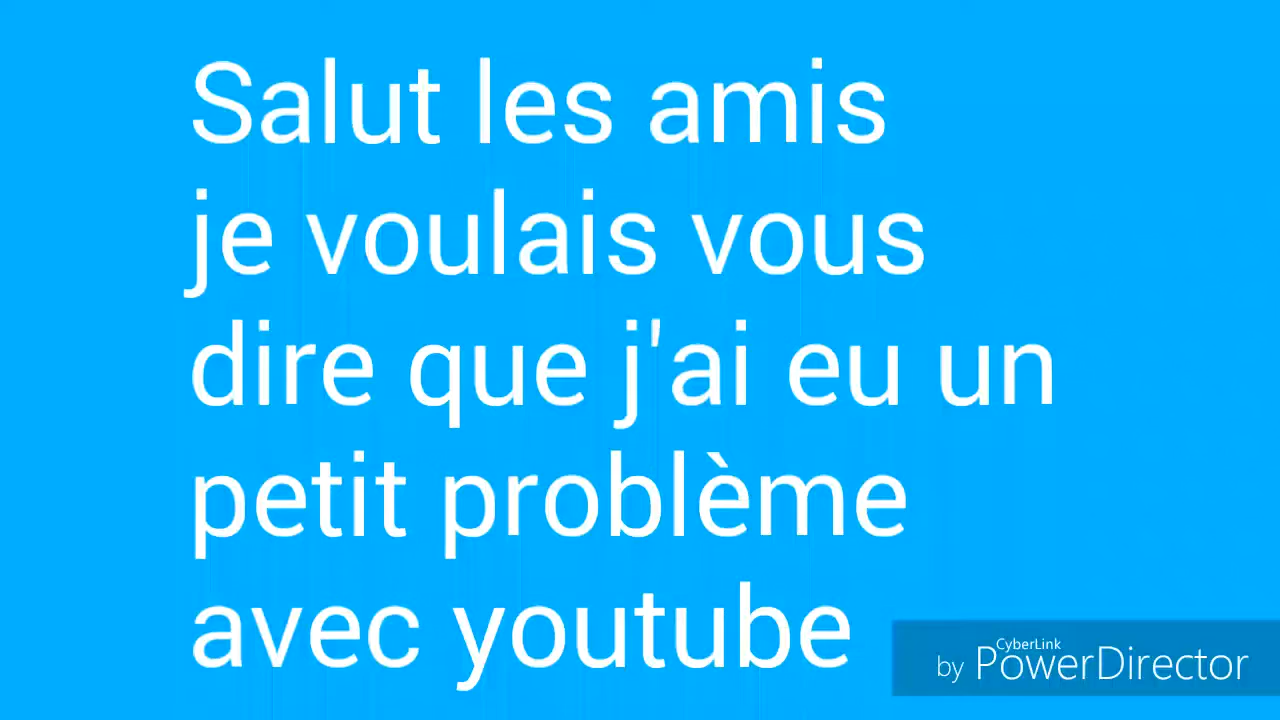 Salut les amis
je voulais vous
dire que j'ai eu un
petit problème
avec youtube
CyberLink
by PowerDirector